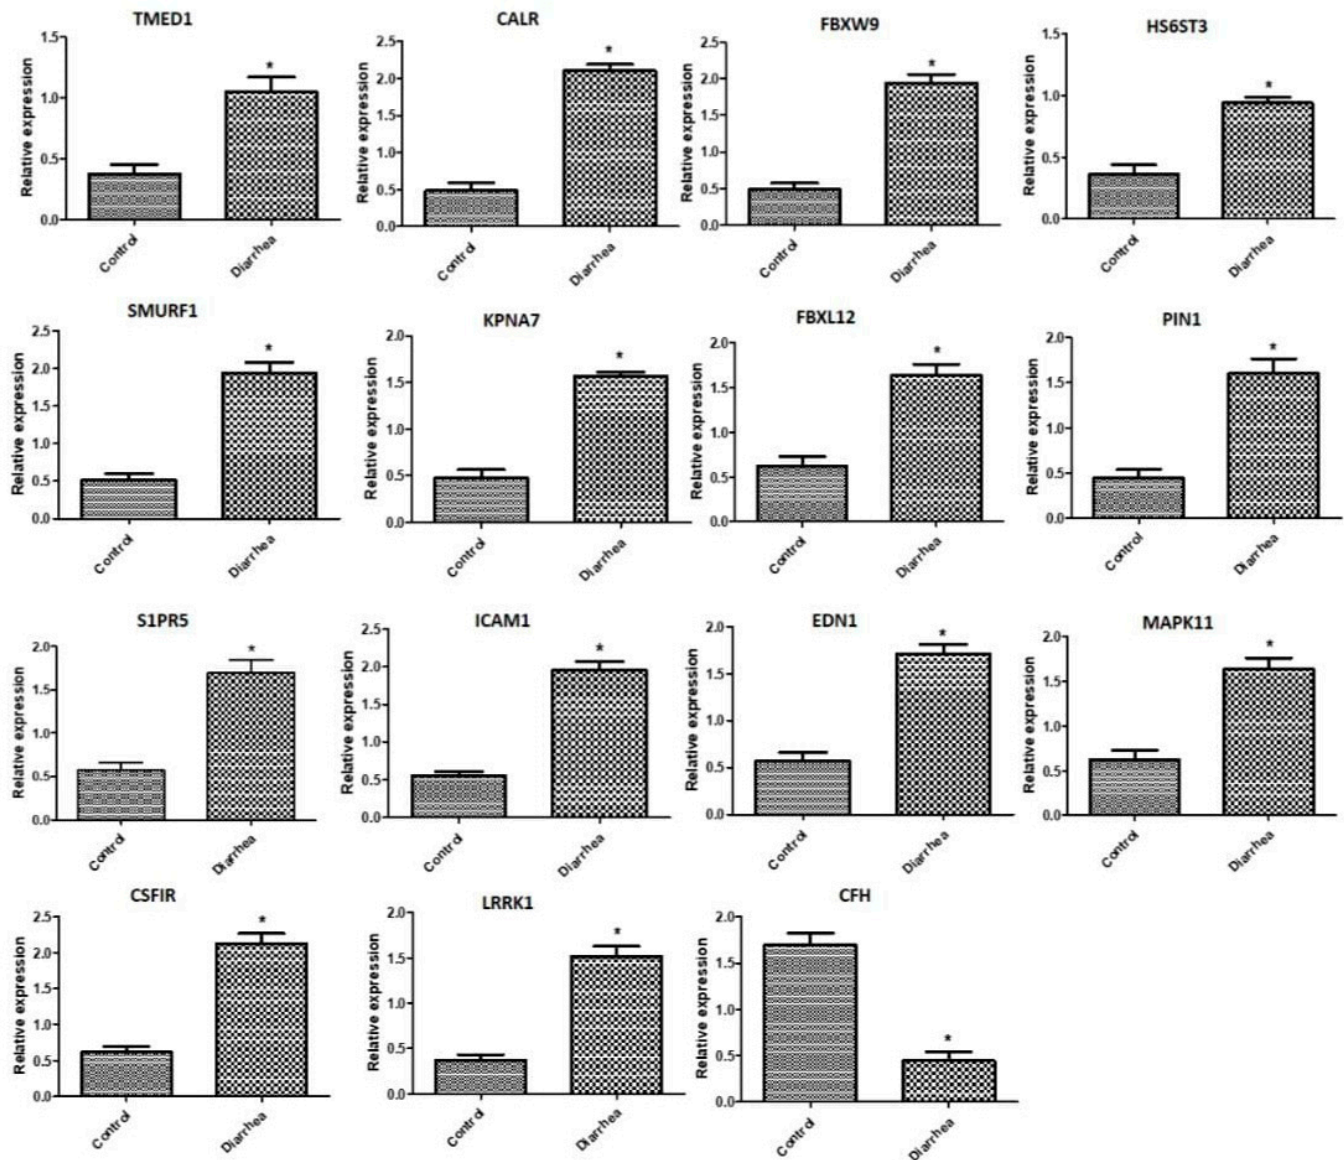 TMED1
1.5
1.0
0.5
0.0
Relative expression
*
Control
Diarrhea
CALR
2.5
2.0
1.5
1.0
0.5
0.0
Relative expression
*
Control
Diarrhea
FBXW9
2.5
2.0
1.5
1.0
0.5
0.0
Relative expression
*
Control
Diarrhea
HS6ST3
1.5
1.0
0.5
0.0
Relative expression
*
Control
Diarrhea
SMURF1
2.5
2.0
1.5
1.0
0.5
0.0
Relative expression
*
Control
Diarrhea
KPNA7
2.0
1.5
1.0
0.5
0.0
Relative expression
*
Control
Diarrhea
FBXL12
2.0
1.5
1.0
0.5
0.0
Relative expression
*
Control
Diarrhea
PIN1
2.0
1.5
1.0
0.5
0.0
Relative expression
*
Control
Diarrhea
S1PR5
2.0
1.5
1.0
0.5
0.0
Relative expression
*
Control
Diarrhea
ICAM1
2.5
2.0
1.5
1.0
0.5
0.0
Relative expression
*
Control
Diarrhea
EDN1
2.0
1.5
1.0
0.5
0.0
Relative expression
*
Control
Diarrhea
MAPK11
2.0
1.5
1.0
0.5
0.0
Relative expression
*
Control
Diarrhea
CSFIR
2.5
2.0
1.5
1.0
0.5
0.0
Relative expression
*
Control
Diarrhea
LRRK1
2.0
1.5
1.0
0.5
0.0
Relative expression
*
Control
Diarrhea
CFH
2.0
1.5
1.0
0.5
0.0
Relative expression
*
Control
Diarrhea